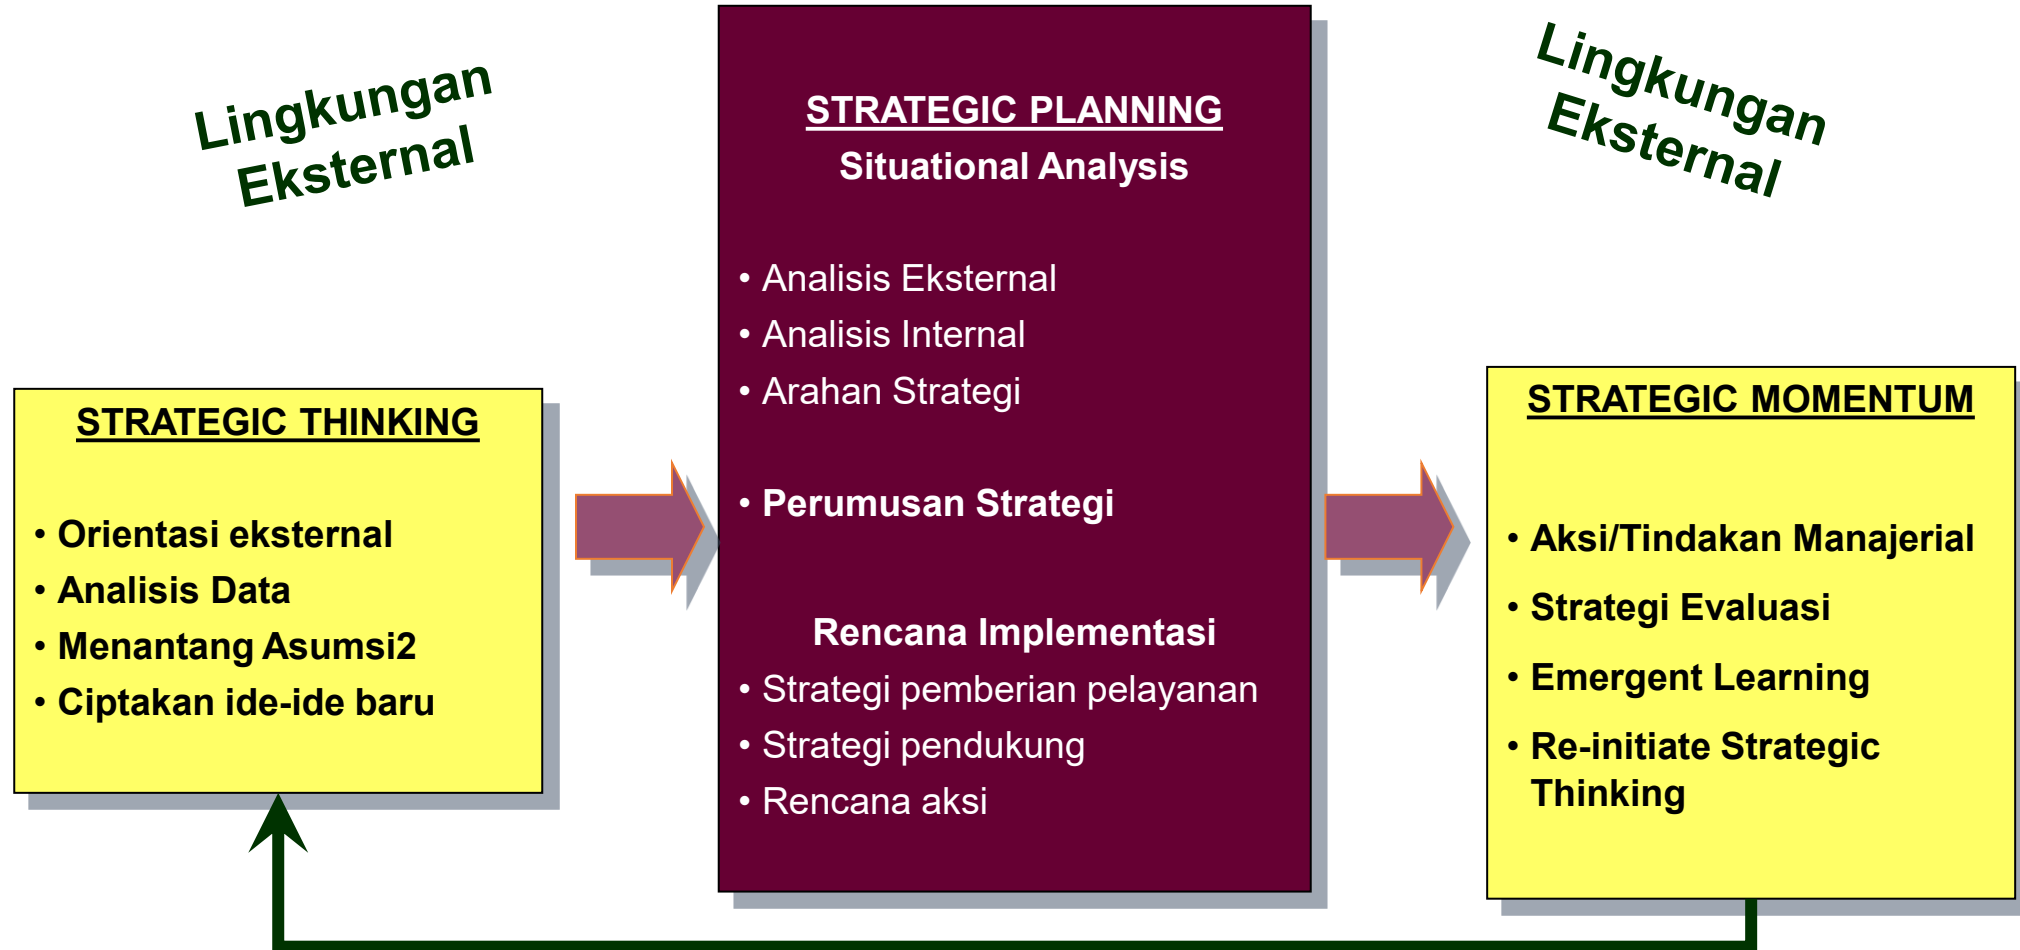 Lingkungan
Eksternal
Lingkungan
Eksternal
STRATEGIC THINKING
• Orientasi eksternal
• Analisis Data
• Menantang Asumsi2
• Ciptakan ide-ide baru
STRATEGIC PLANNING
Situational Analysis
• Analisis Eksternal
• Analisis Internal
• Arahan Strategi
• Perumusan Strategi
Rencana Implementasi
• Strategi pemberian pelayanan
• Strategi pendukung
• Rencana aksi
STRATEGIC MOMENTUM
• Aksi/Tindakan Manajerial
• Strategi Evaluasi
• Emergent Learning
• Re-initiate Strategic
Thinking